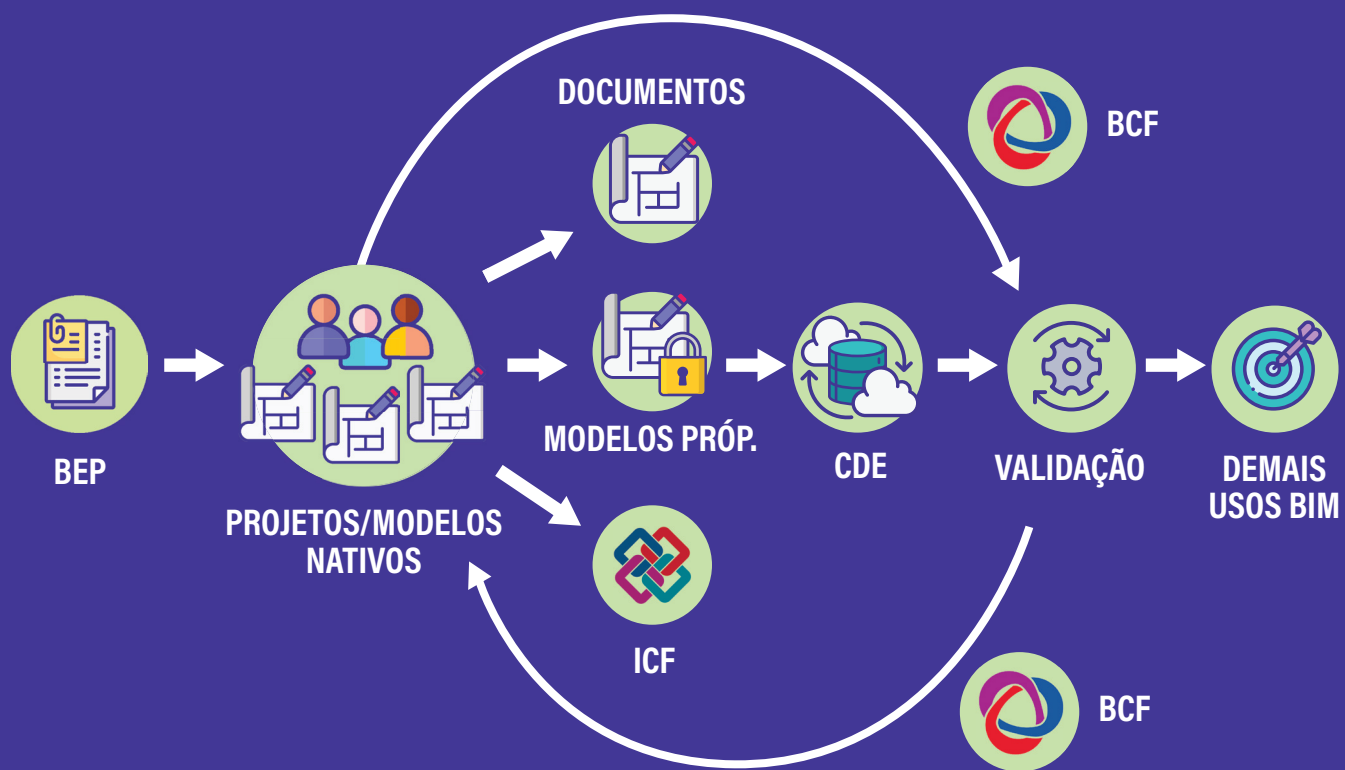 DOCUMENTOS
BCF
BEP
PROJETOS/MODELOS
NATIVOS
MODELOS PRÓP.
ICF
CDE
VALIDAÇÃO
DEMAIS
USOS BIM
BCF